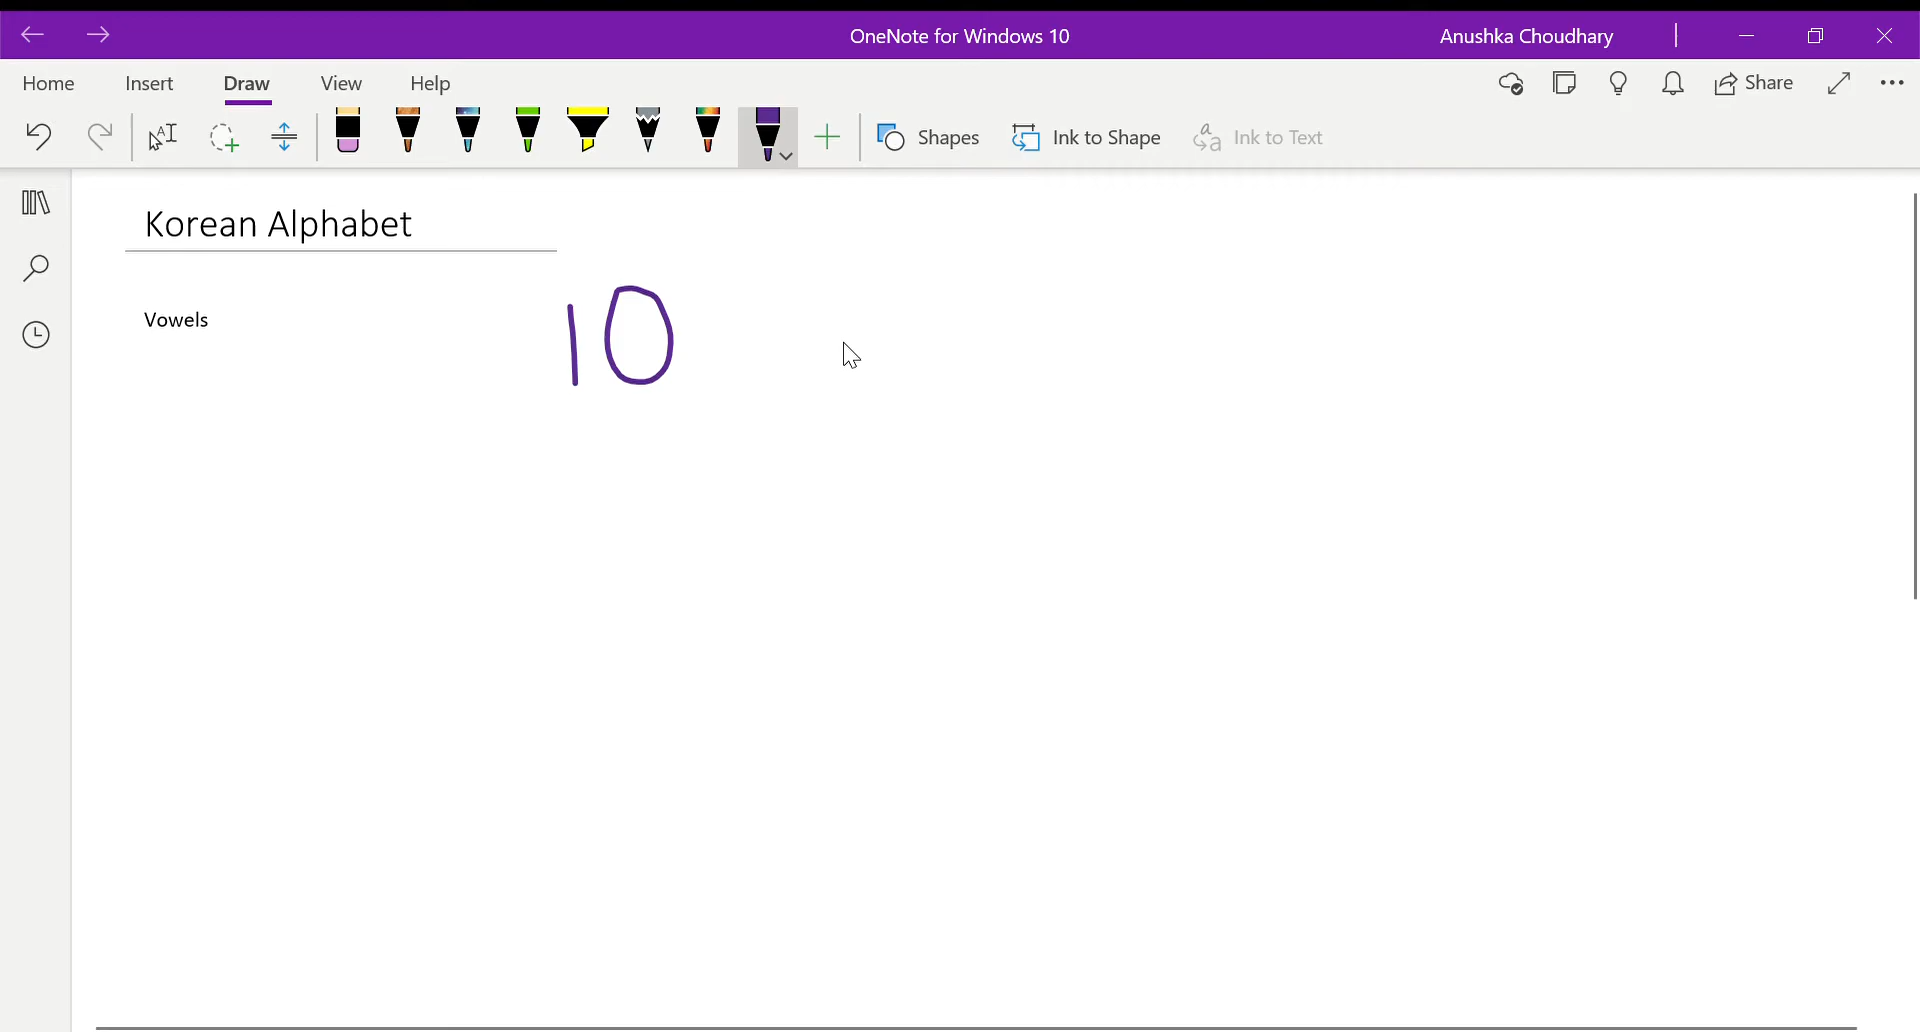 OneNote for Windows 10 Anushka Choudhary
Home Insert Draw View Help Share
Shapes Ink to Shape Ink to Text
Korean Alphabet
Vowels 10